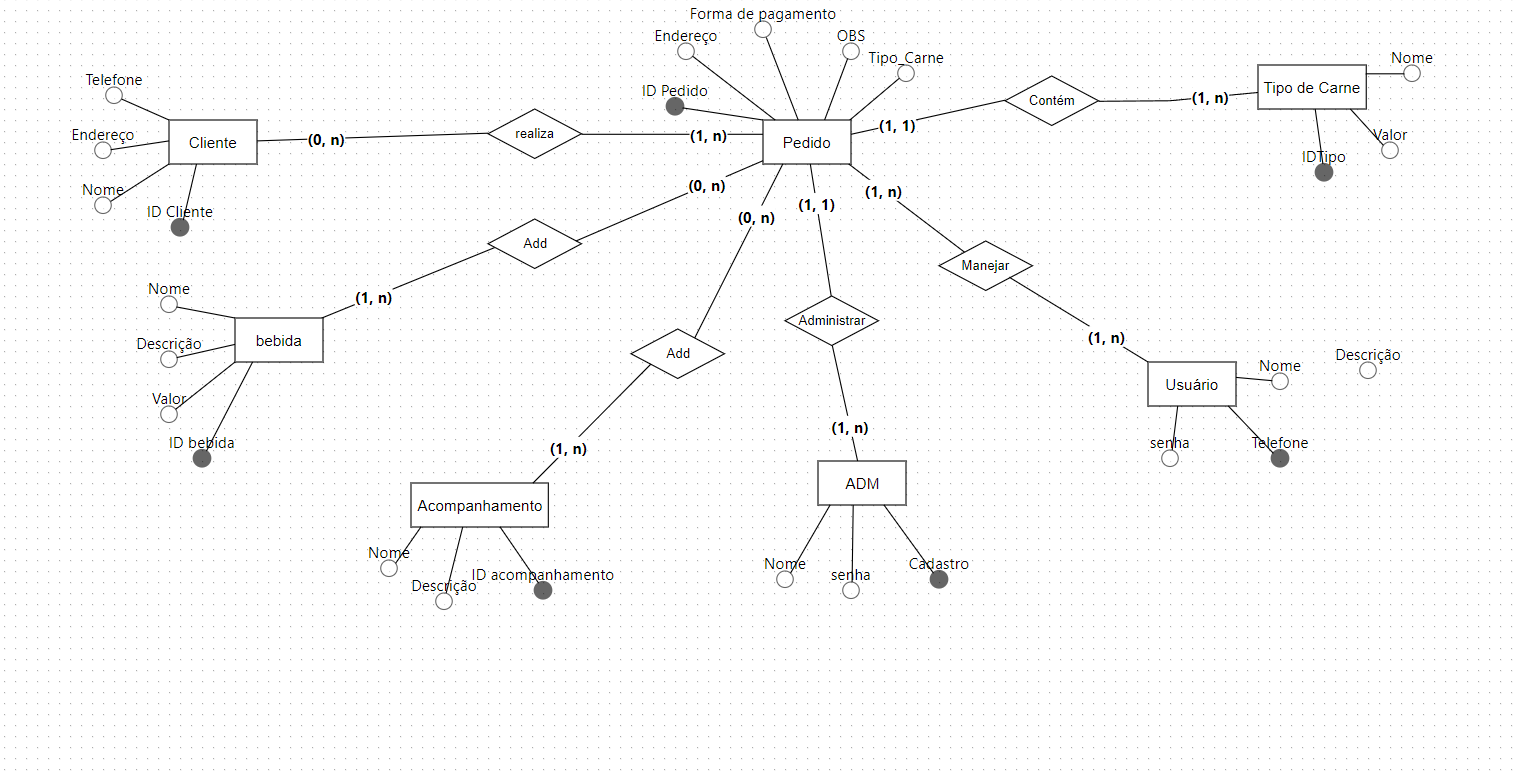 Forma de pagamento
Endereço
OBS
Tipo_Carne
ID Pedido
Telefone
Endereço
Nome
ID Cliente
Cliente
(0, n)
realiza
(1, n)
Pedido
(1, 1)
Contém
(1, n)
Tipo de Carne
Nome
Valor
IDTipo
(0, n)
Add
(1, n)
(0, n)
(1, 1)
(1, n)
Manejar
(1, n)
Nome
Descrição
Valor
ID bebida
bebida
Add
(1, n)
Administrar
(1, n)
Usuário
Nome
Descrição
senha
Telefone
Acompanhamento
Nome
Descrição
ID acompanhamento
ADM
Nome
senha
Cadastro